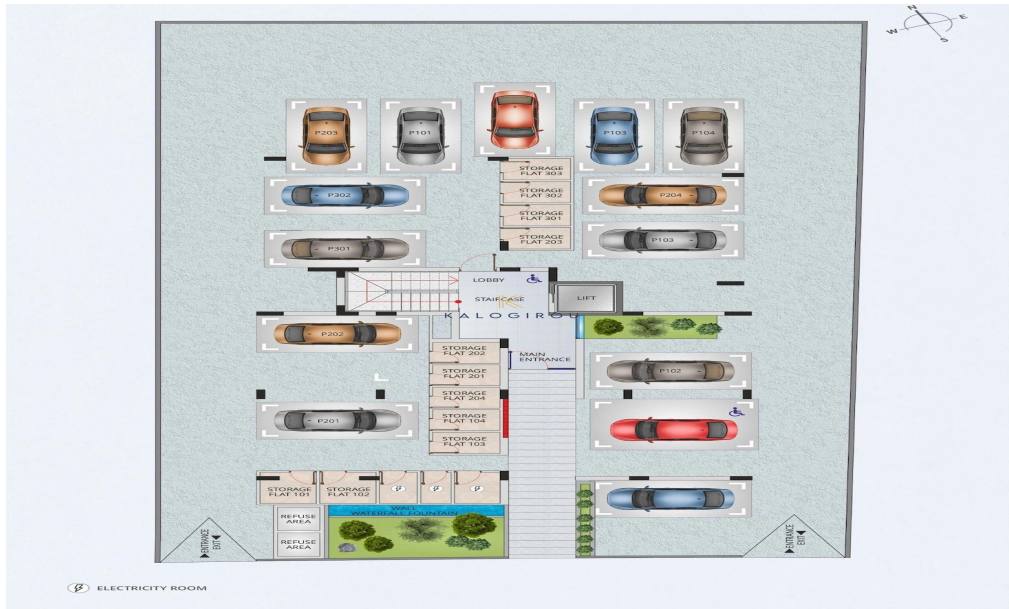 N
E
W
S
P203
P101
P103
P104
STORAGE
FLAT 303
P302
STORAGE
FLAT 302
P204
STORAGE
FLAT 301
STORAGE
FLAT 203
P301
P103
LOBBY
STAIRCASE
LIFT
KALOGIROU
P202
STORAGE
FLAT 202
MAIN
ENTRANCE
STORAGE
FLAT 201
P102
STORAGE
FLAT 204
STORAGE
FLAT 104
P201
STORAGE
FLAT 103
STORAGE
FLAT 101
STORAGE
FLAT 102
WALL
WATERFALL FOUNTAIN
REFUSE
AREA
REFUSE
AREA
ENTRANCE
EXIT
ENTRANCE
EXIT
ELECTRICITY ROOM